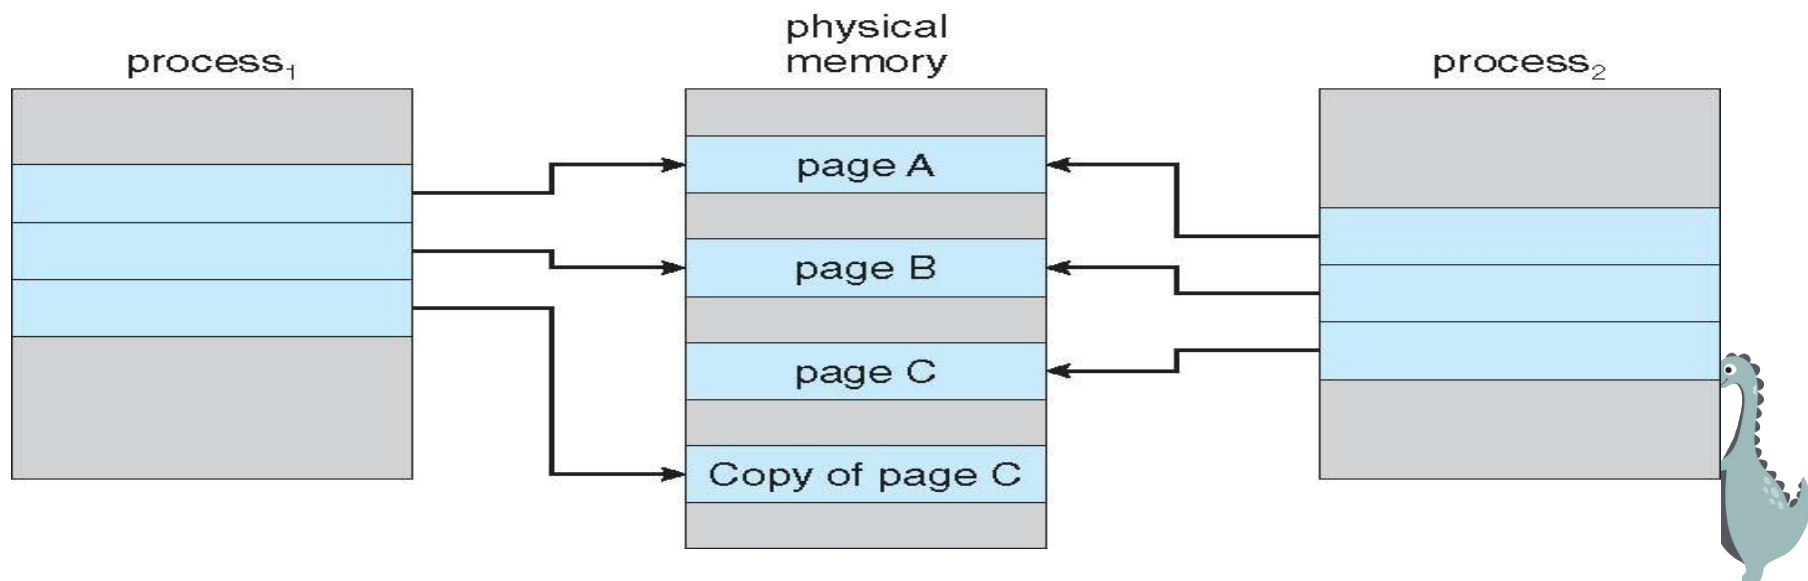 process₁
physical
memory
process₂
page A
page B
page C
Copy of page C